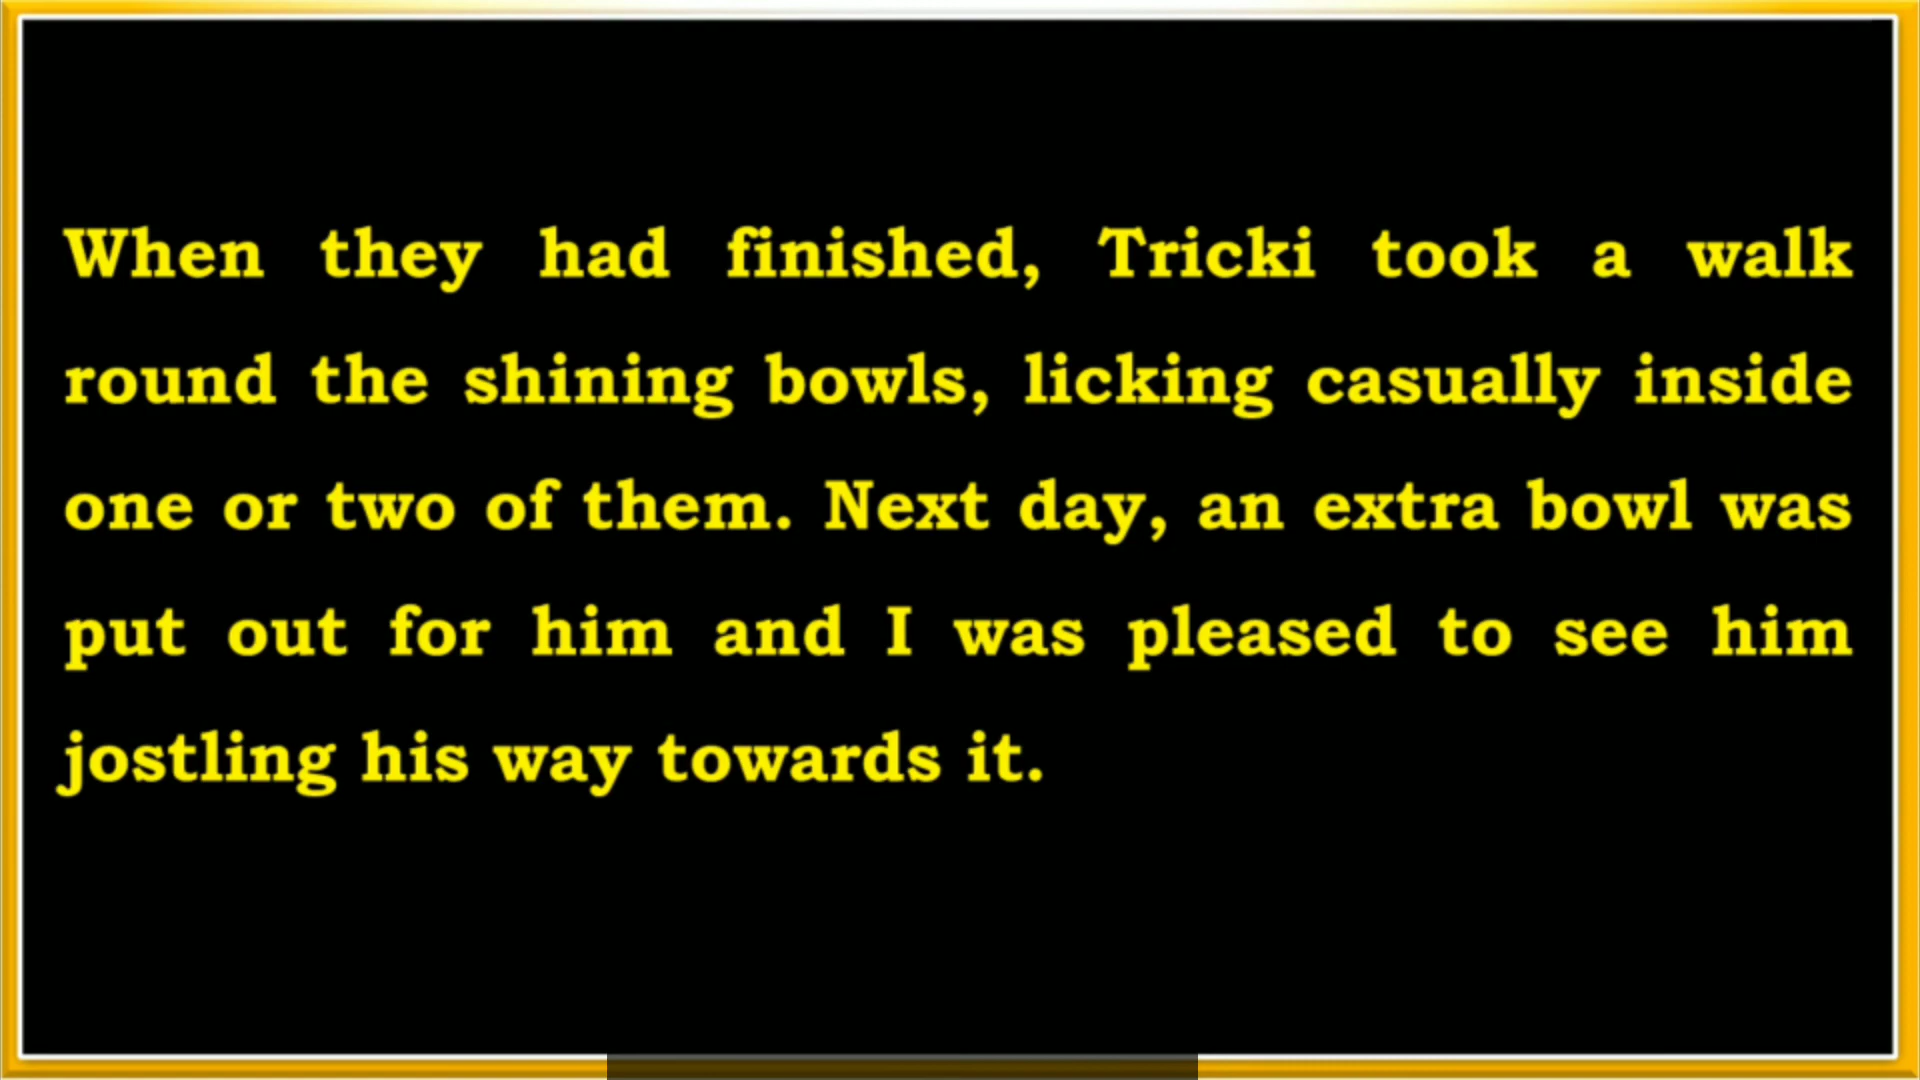 When they had finished, Tricki took a walk
round the shining bowls, licking casually inside
one or two of them. Next day, an extra bowl was
put out for him and I was pleased to see him
jostling his way towards it.